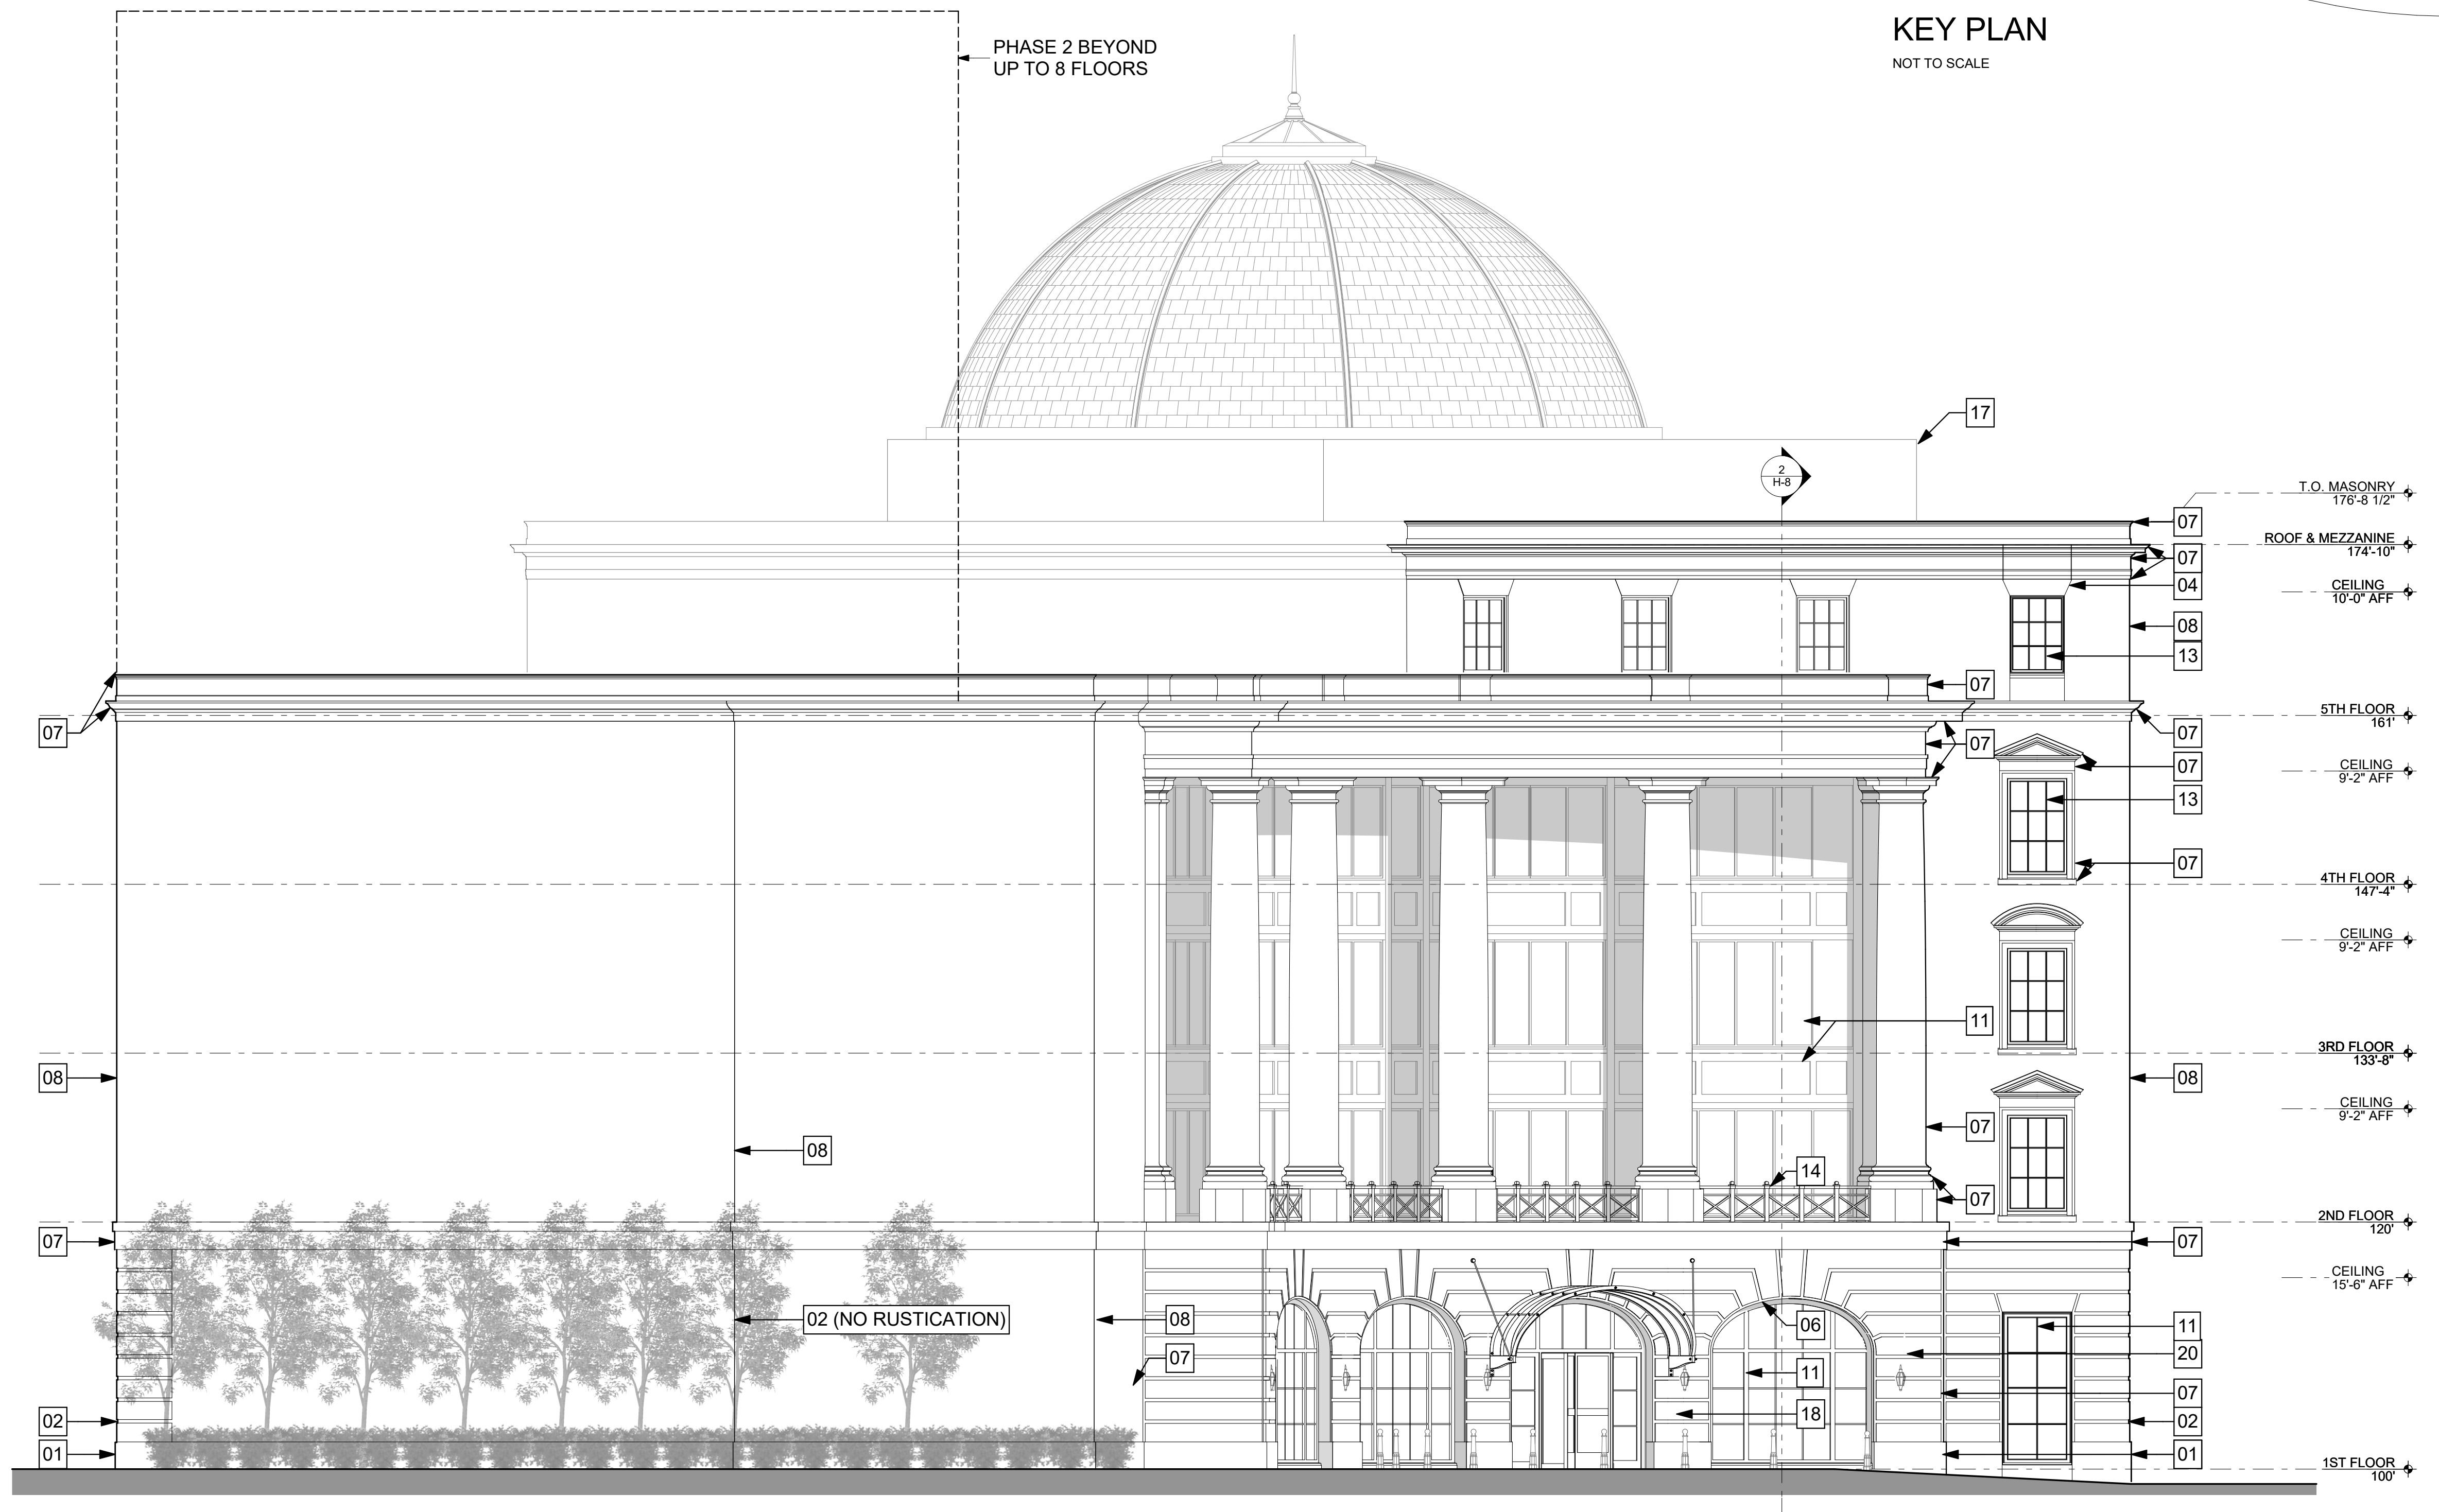 KEY PLAN
NOT TO SCALE
PHASE 2 BEYOND
UP TO 8 FLOORS
17
2
H-8
T.O. MASONRY
176'-8 1/2"
07
ROOF & MEZZANINE
174'-10"
07
04
CEILING
10'-0" AFF
08
13
07
07
07
07
5TH FLOOR
161'
07
CEILING
9'-2" AFF
13
07
4TH FLOOR
147'-4"
CEILING
9'-2" AFF
11
3RD FLOOR
133'-8"
08
08
CEILING
9'-2" AFF
07
08
14
07
2ND FLOOR
120'
07
07
CEILING
15'-6" AFF
02 (NO RUSTICATION)
08
06
11
20
07
11
07
02
18
02
01
01
1ST FLOOR
100'